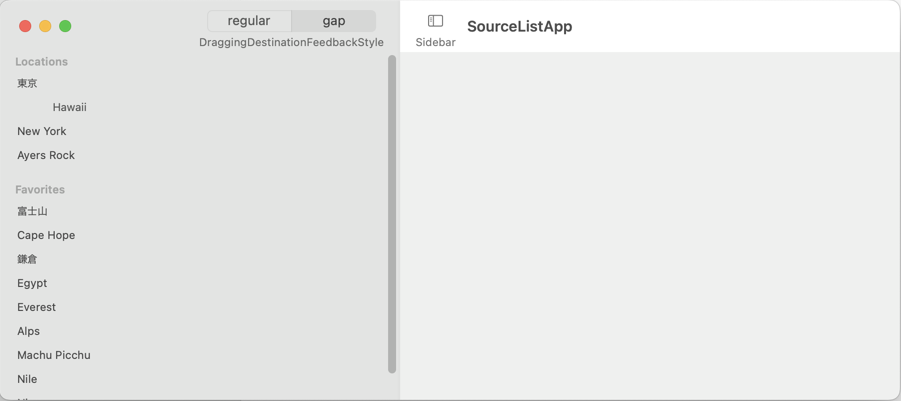 regular gap
DraggingDestinationFeedbackStyle
Sidebar
SourceListApp
Locations
東京
Hawaii
New York
Ayers Rock
Favorites
富士山
Cape Hope
鎌倉
Egypt
Everest
Alps
Machu Picchu
Nile